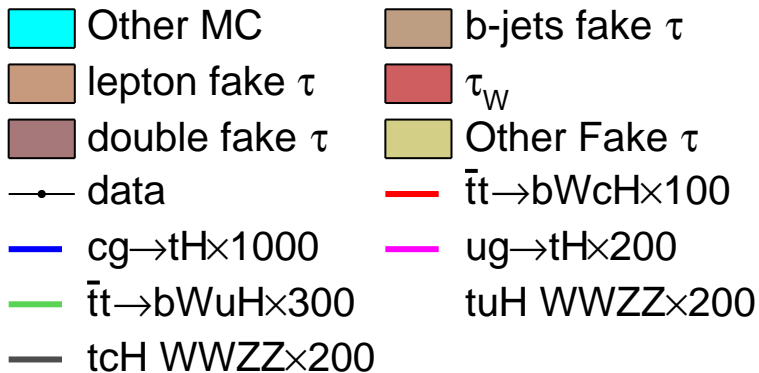 Other MC b-jets fake τ
lepton fake τ τ_W
double fake τ Other Fake τ
data t̄t→bWcH×100
cg→tH×1000 ug→tH×200
t̄t→bWuH×300 tuH WWZZ×200
tcH WWZZ×200